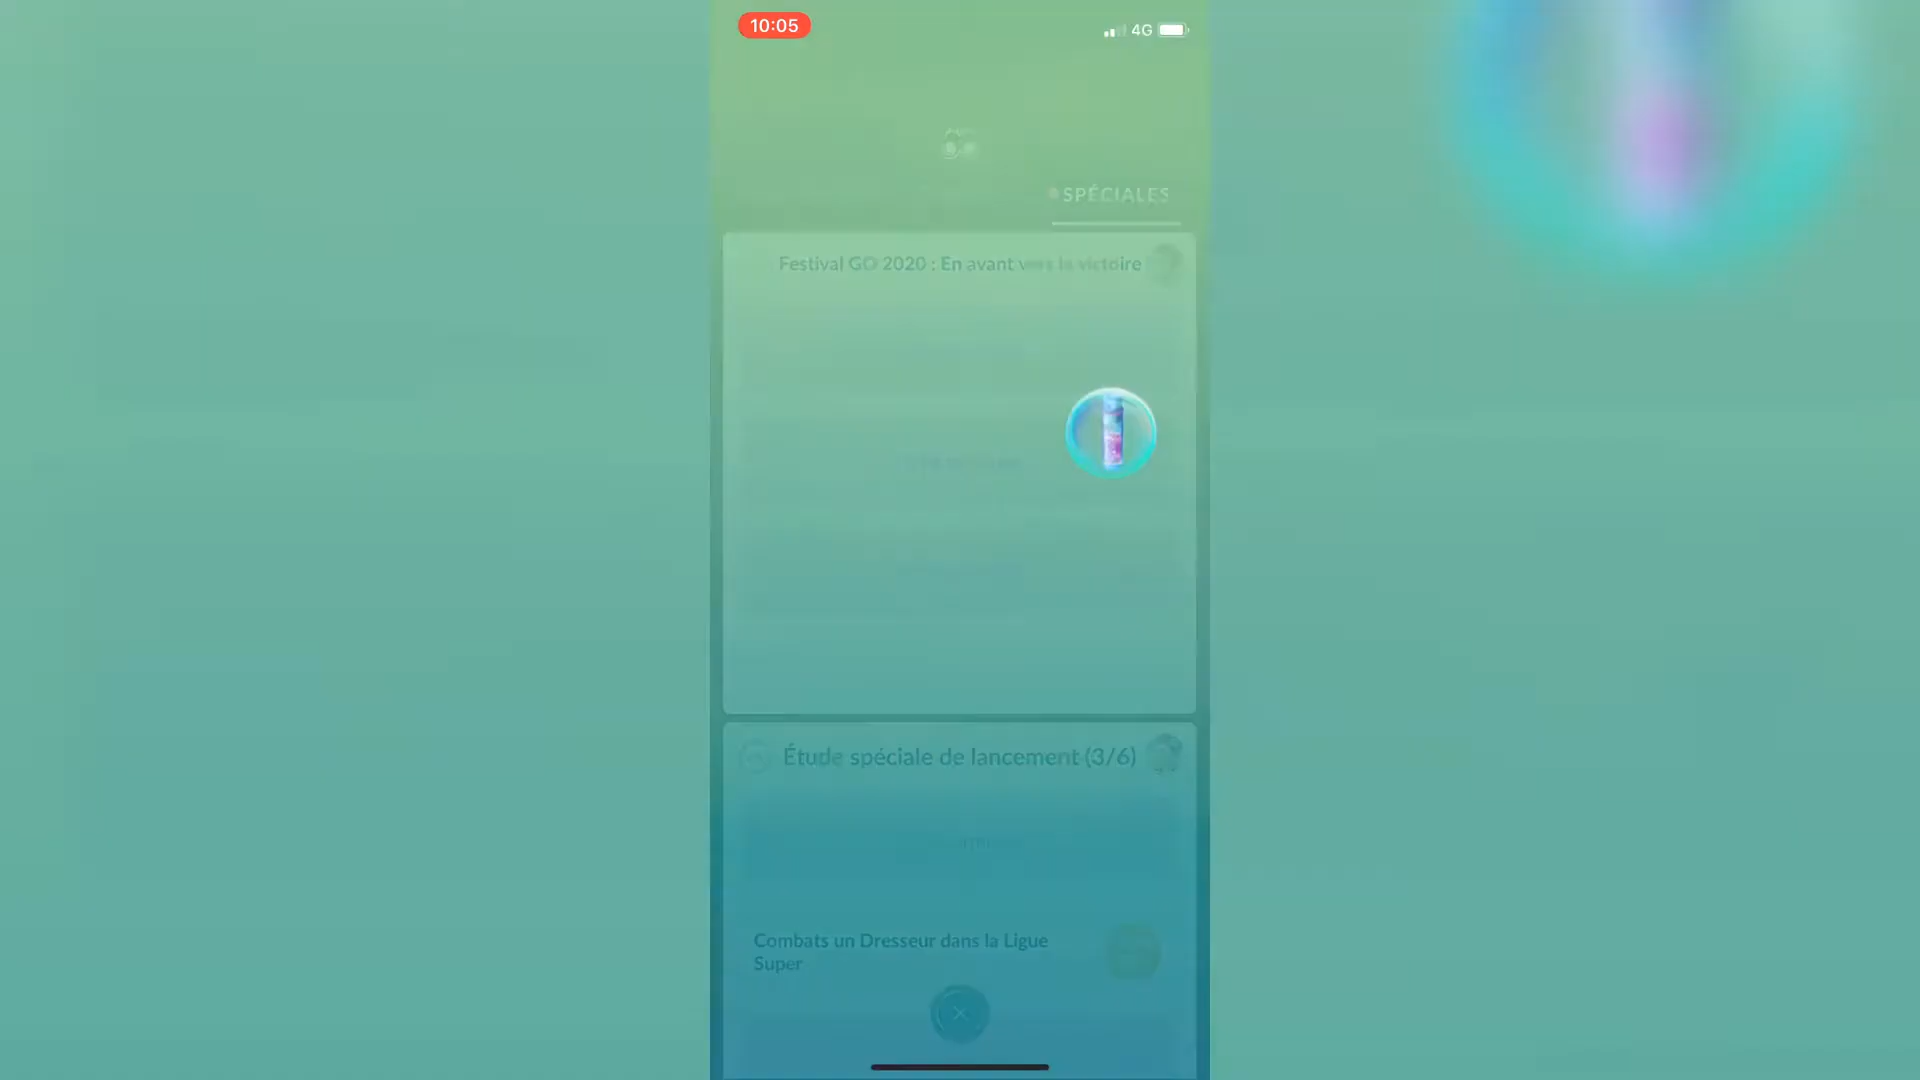 10:05
4G
SPÉCIALES
Festival GO 2020 : En avant vers la victoire
Étude spéciale de lancement (3/6)
Combats un Dresseur dans la Ligue
Super